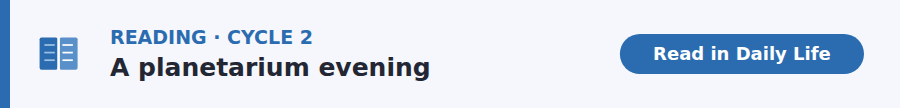 READING · CYCLE 2
A planetarium evening
Read in Daily Life